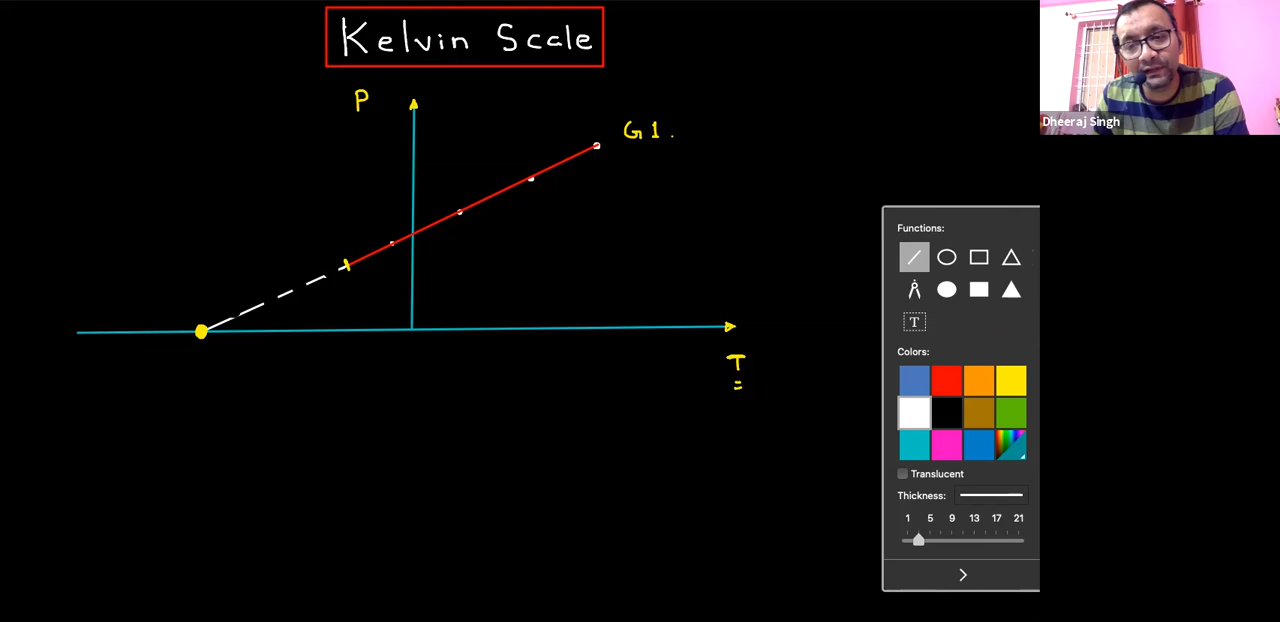 Kelvin Scale
P
G1.
T
=
Dheeraj Singh
Functions:
T
Colors:
Translucent
Thickness:
1 5 9 13 17 21